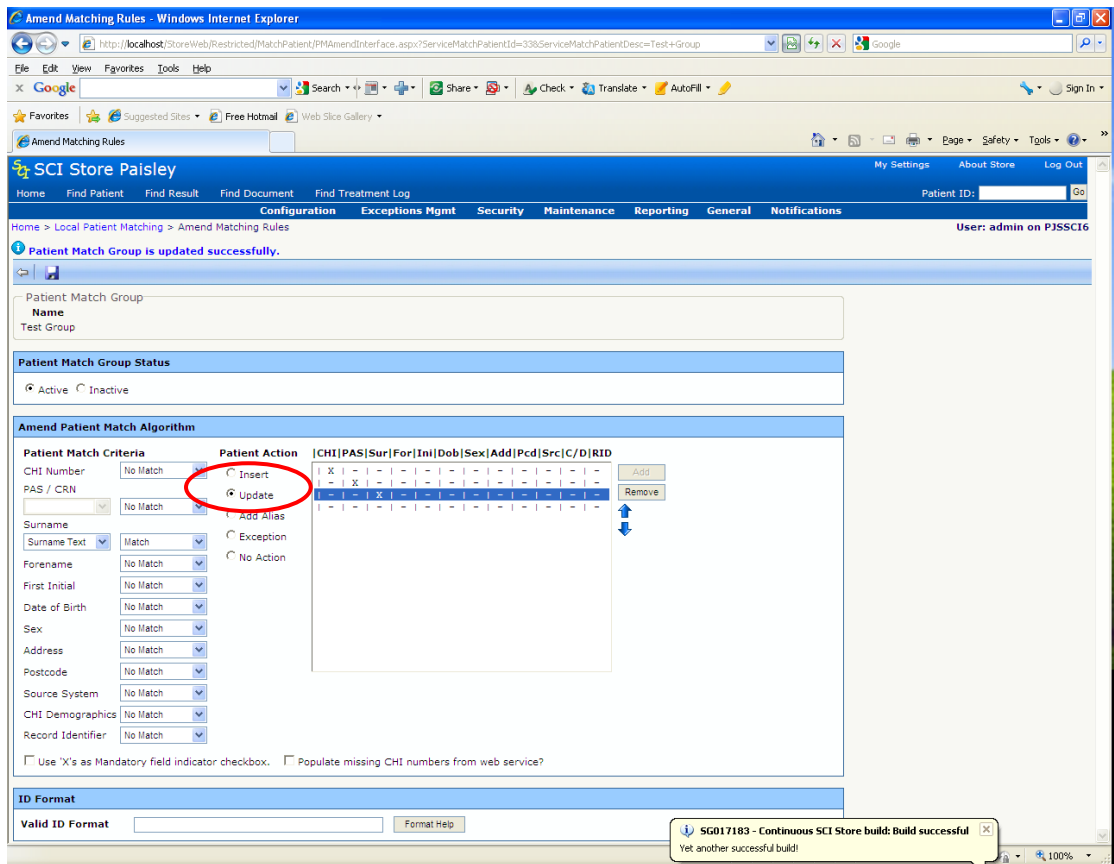 Amend Matching Rules - Windows Internet Explorer
http://localhost/StoreWeb/Restricted/MatchPatient/PMAmendInterface.aspx?ServiceMatchPatientId=33&ServiceMatchPatientDesc=Test+Group
Google
File Edit View Favorites Tools Help
x Google Search Share Check Translate AutoFill Sign In
Favorites Suggested Sites Free Hotmail Web Slice Gallery
Amend Matching Rules Page Safety Tools
SCI Store Paisley My Settings About Store Log Out
Home Find Patient Find Result Find Document Find Treatment Log Patient ID: Go
Configuration Exceptions Mgmt Security Maintenance Reporting General Notifications
Home > Local Patient Matching > Amend Matching Rules User: admin on PJSSCI6
Patient Match Group is updated successfully.
Patient Match Group
Name
Test Group
Patient Match Group Status
Active Inactive
Amend Patient Match Algorithm
Patient Match Criteria Patient Action |CHI|PAS|Sur|For|Ini|Dob|Sex|Add|Pcd|Src|C/D|RID
CHI Number No Match Insert | X | - | - | - | - | - | - | - | - | - | - | - Add
PAS / CRN | - | X | - | - | - | - | - | - | - | - | - | -
No Match Update | - | - | X | - | - | - | - | - | - | - | - | - Remove
| - | - | - | - | - | - | - | - | - | - | - | -
Surname Add Alias
Surname Text Match Exception
Forename No Match No Action
First Initial No Match
Date of Birth No Match
Sex No Match
Address No Match
Postcode No Match
Source System No Match
CHI Demographics No Match
Record Identifier No Match
Use 'X's as Mandatory field indicator checkbox. Populate missing CHI numbers from web service?
ID Format
Valid ID Format Format Help
SG017183 - Continuous SCI Store build: Build successful
Yet another successful build!
100%